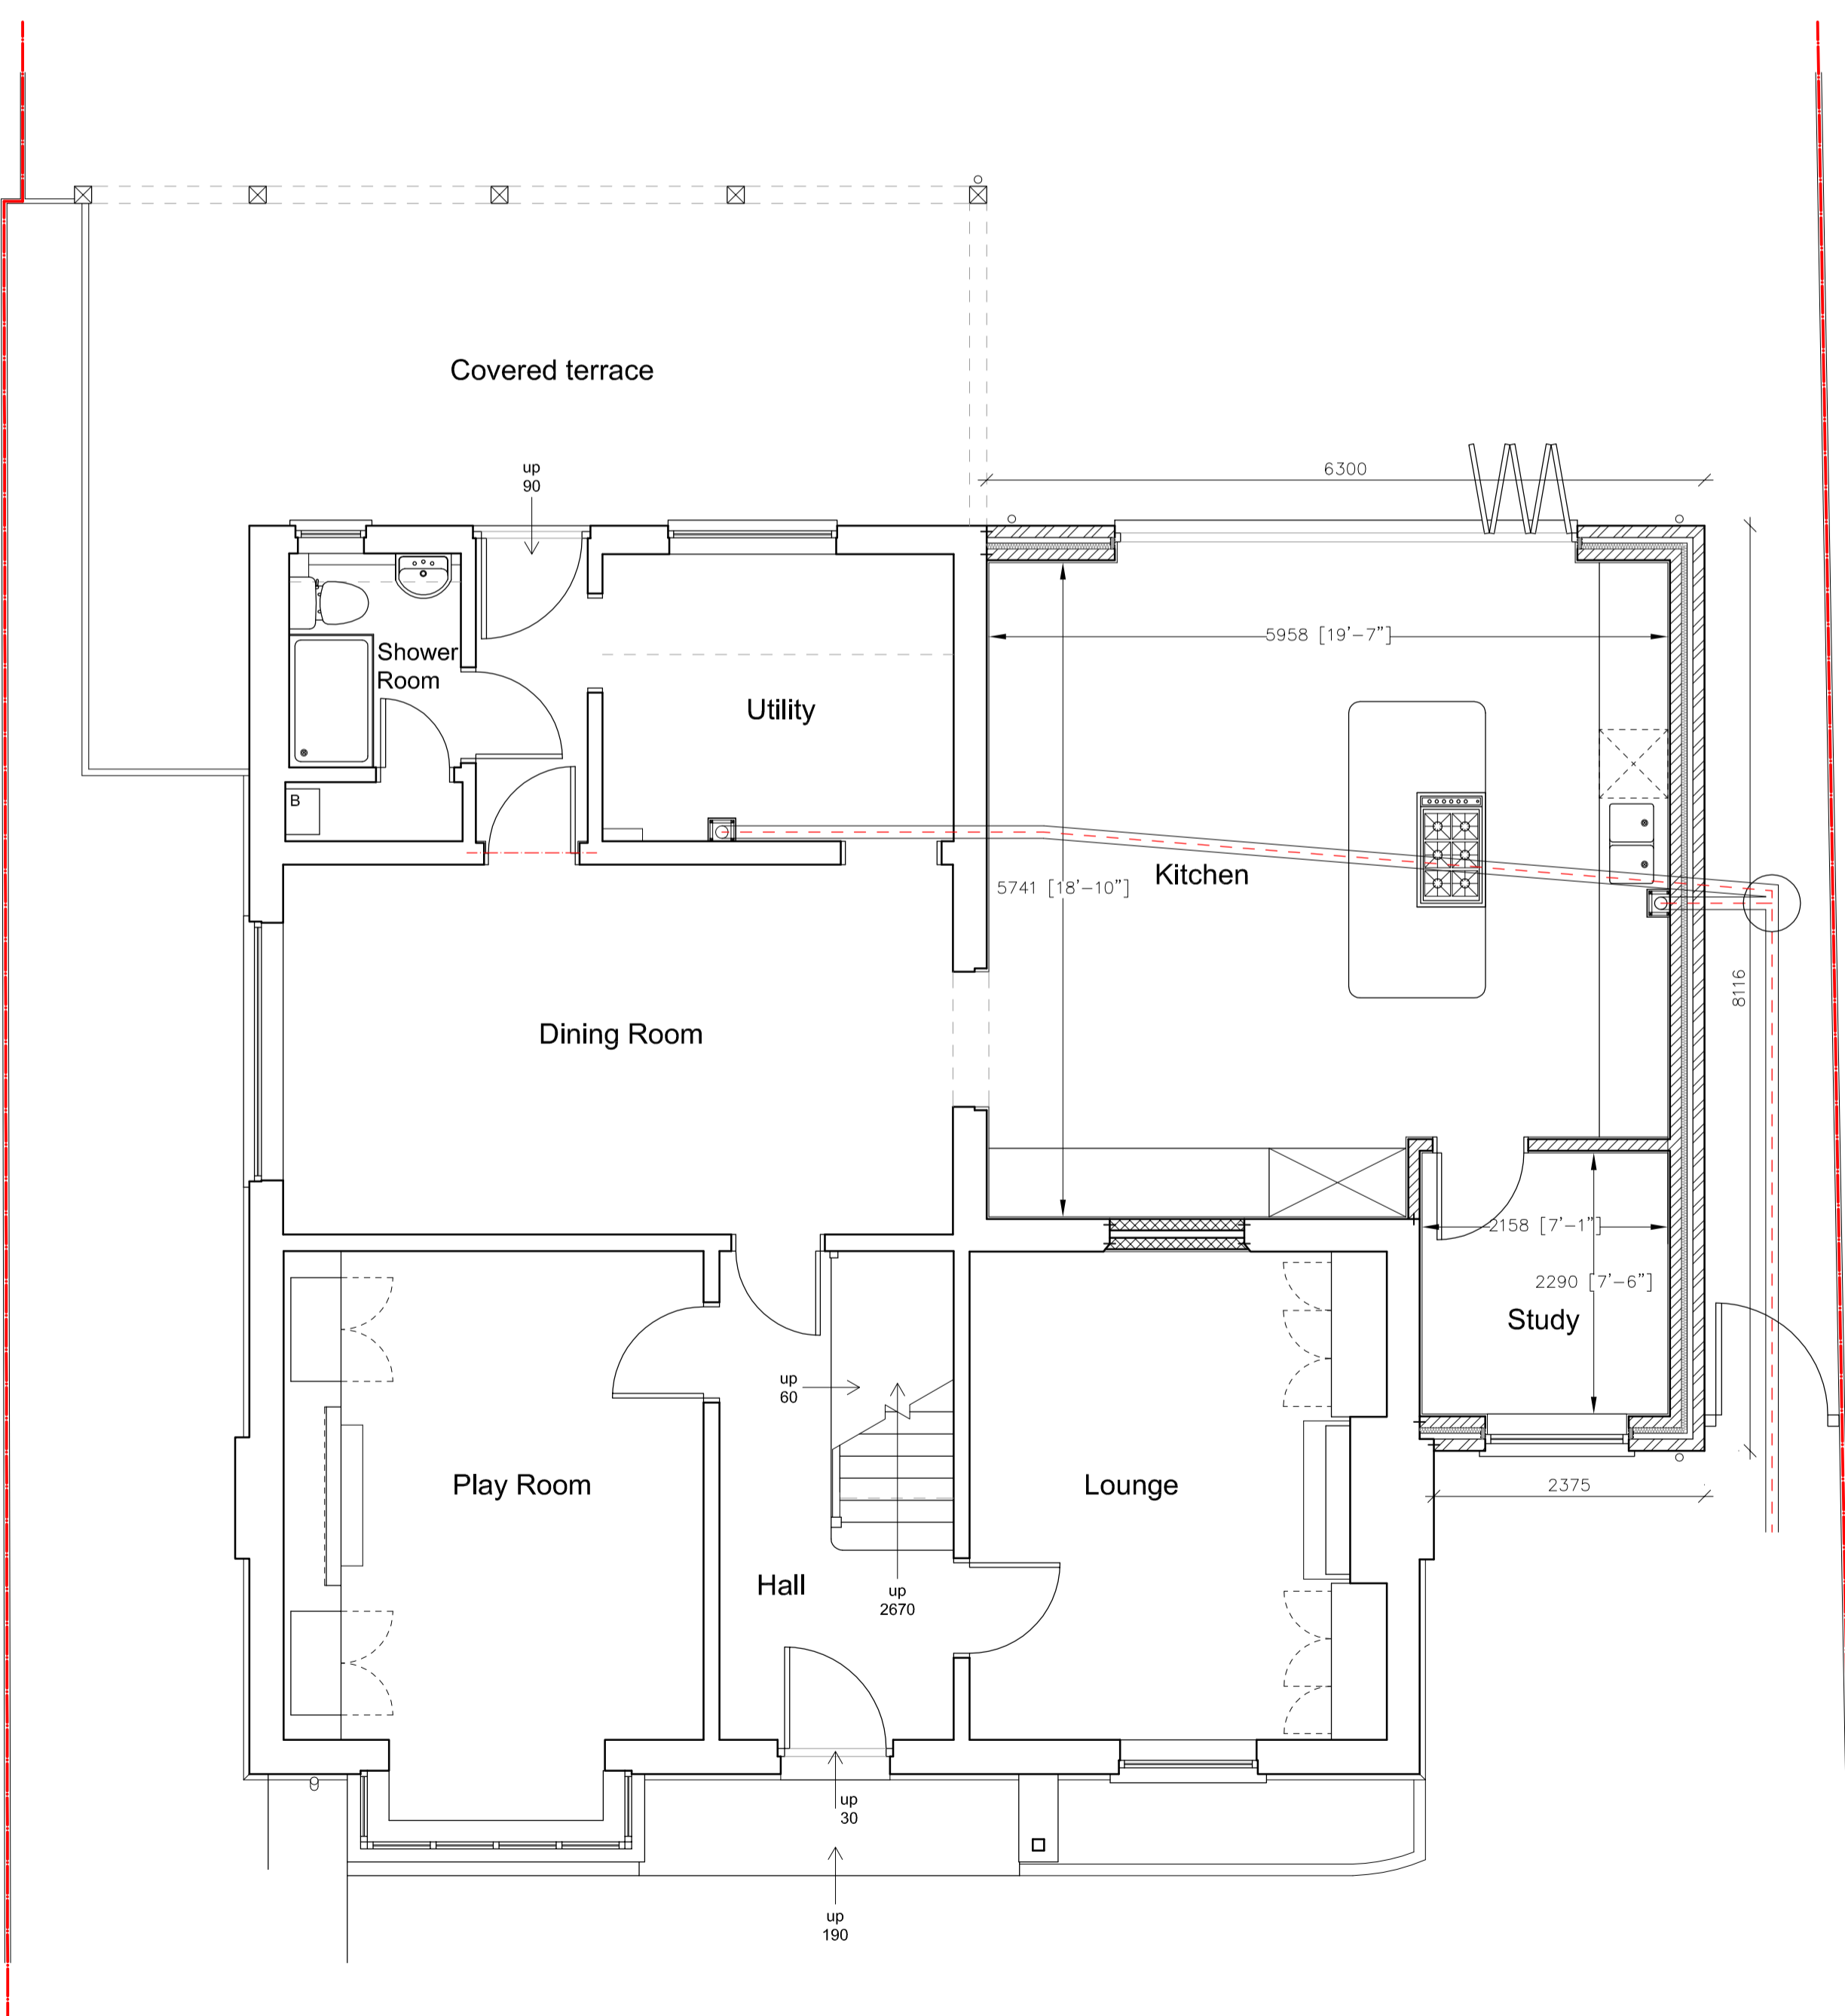 Covered terrace
up
90
6300
Shower
Room
5958 [19'-7"]
Utility
B
5741 [18'-10"]
Kitchen
8116
Dining Room
2158 [7'-1"]
2290 [7'-6"]
Study
up
60
Play Room
Lounge
2375
Hall
up
2670
up
30
up
190